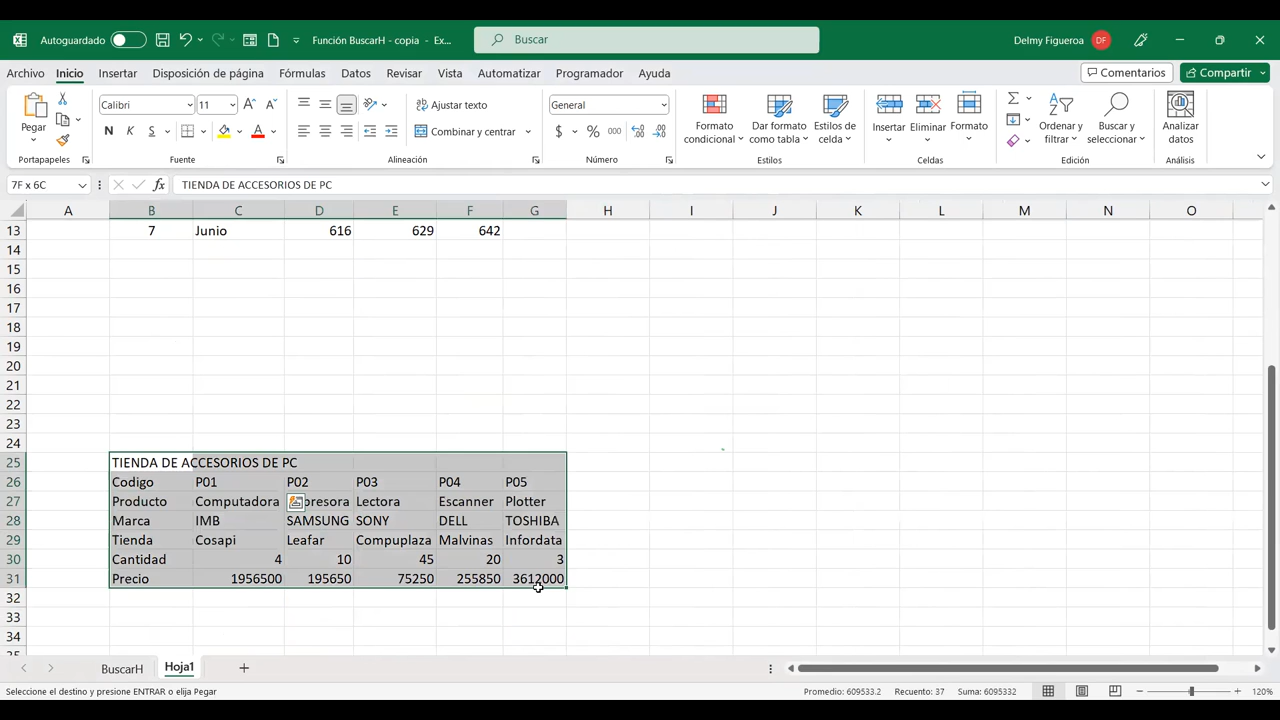 Autoguardado Función BuscarH - copia - Ex... Buscar Delmy Figueroa DF
Archivo Inicio Insertar Disposición de página Fórmulas Datos Revisar Vista Automatizar Programador Ayuda Comentarios Compartir
Calibri 11 Ajustar texto General
Pegar N K S Combinar y centrar $ % 000 Formato condicional Dar formato como tabla Estilos de celda Insertar Eliminar Formato Ordenar y filtrar Buscar y seleccionar Analizar datos
Portapapeles Fuente Alineación Número Estilos Celdas Edición Análisis
7F x 6C fx TIENDA DE ACCESORIOS DE PC
A B C D E F G H I J K L M N O
13 7 Junio 616 629 642
14
15
16
17
18
19
20
21
22
23
24
25 TIENDA DE ACCESORIOS DE PC
26 Codigo P01 P02 P03 P04 P05
27 Producto Computadora presora Lectora Escanner Plotter
28 Marca IMB SAMSUNG SONY DELL TOSHIBA
29 Tienda Cosapi Leafar Compuplaza Malvinas Infordata
30 Cantidad 4 10 45 20 3
31 Precio 1956500 195650 75250 255850 3612000
32
33
34
BuscarH Hoja1
Seleccione el destino y presione ENTRAR o elija Pegar Promedio: 609533.2 Recuento: 37 Suma: 6095332 120%